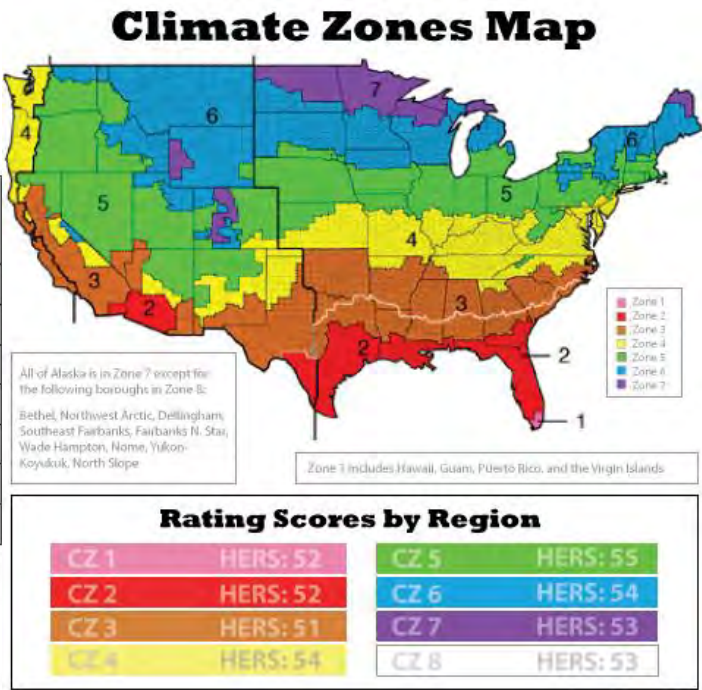 Climate Zones Map
7
6
6
4
5
5
4
3
3
2
2
2
1
Zone 1
Zone 2
Zone 3
Zone 4
Zone 5
Zone 6
Zone 7
All of Alaska is in Zone 7 except for
the following boroughs in Zone 8:
Bethel, Northwest Arctic, Dellingham,
Southeast Fairbanks, Fairbanks N. Star,
Wade Hampton, Nome, Yukon-
Koyukuk, North Slope
Zone 1 includes Hawaii, Guam, Puerto Rico, and the Virgin Islands
Rating Scores by Region
CZ 1 HERS: 52
CZ 2 HERS: 52
CZ 3 HERS: 51
CZ 4 HERS: 54
CZ 5 HERS: 55
CZ 6 HERS: 54
CZ 7 HERS: 53
CZ 8 HERS: 53